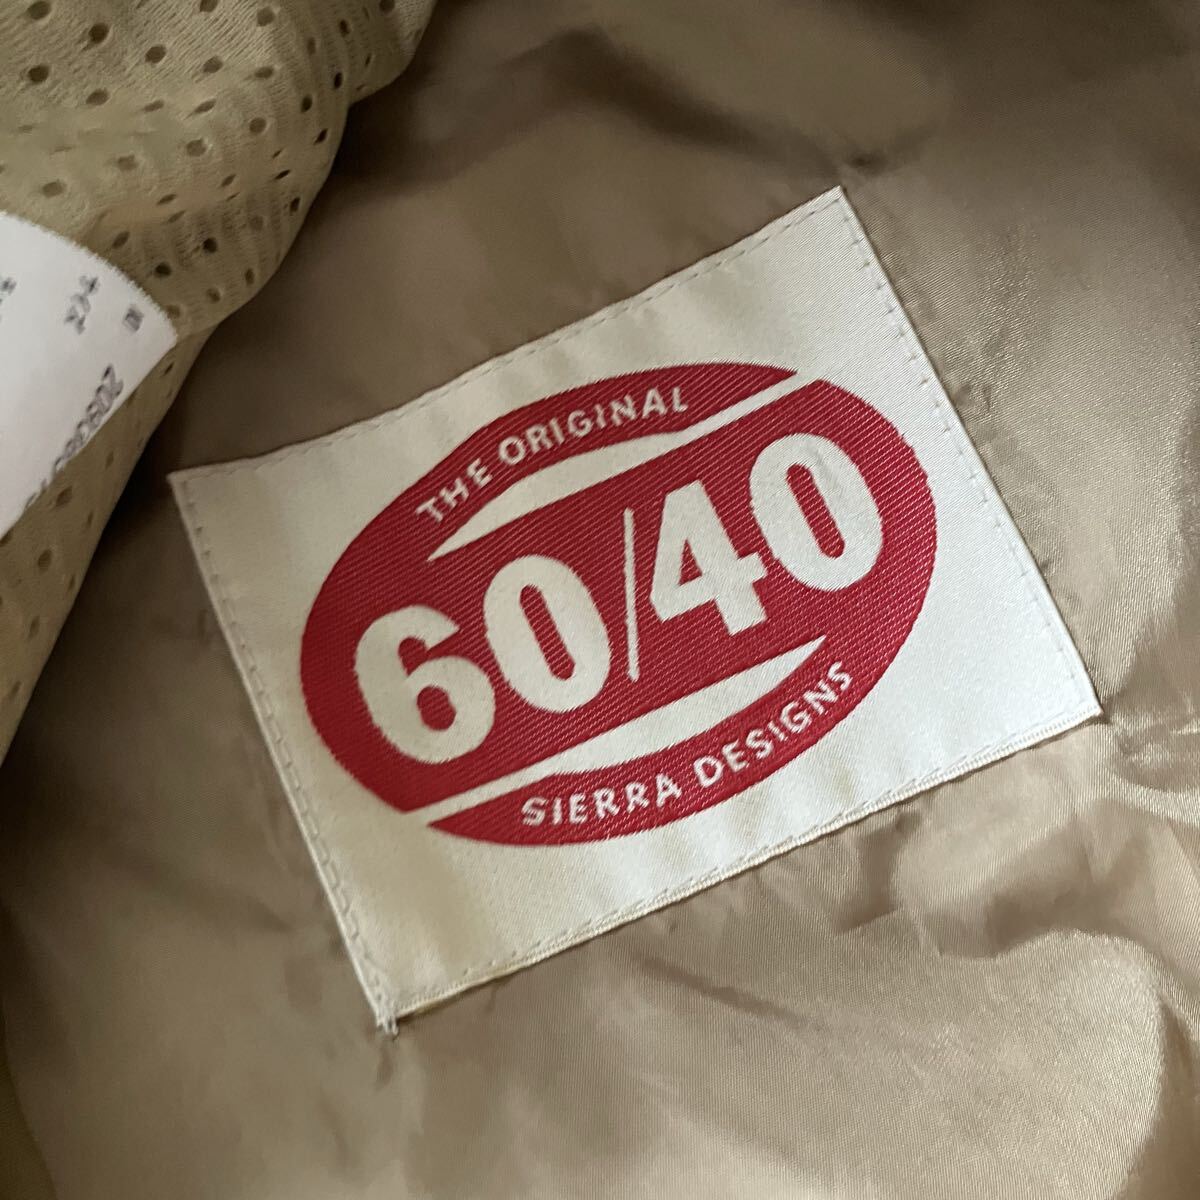 THE ORIGINAL
60/40
SIERRA DESIGNS